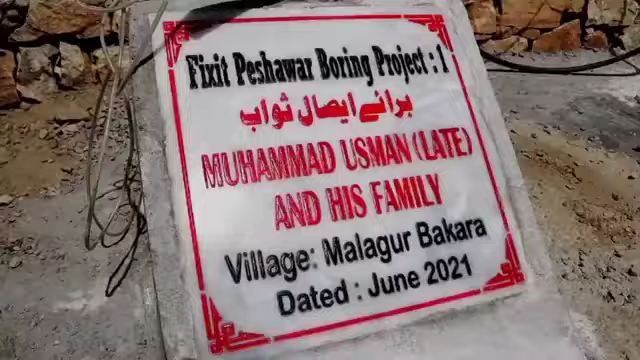 Fixit Peshawar Boring Project : 1
برائے ایصال ثواب
MUHAMMAD USMAN (LATE)
AND HIS FAMILY
Village: Malagur Bakara
Dated : June 2021